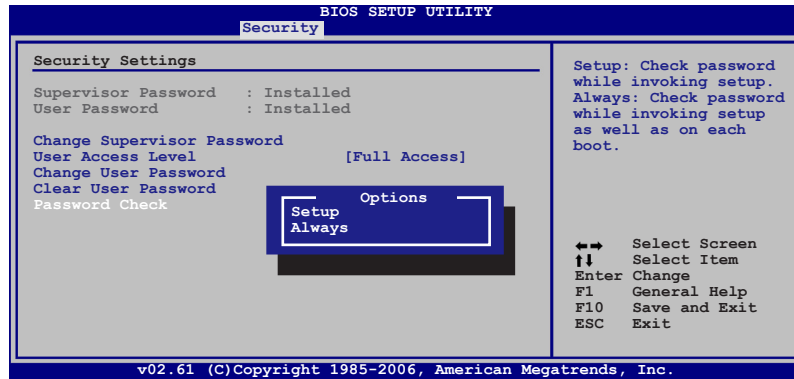 BIOS SETUP UTILITY
Security
Security Settings
Supervisor Password : Installed
User Password : Installed
Change Supervisor Password
User Access Level [Full Access]
Change User Password
Clear User Password
Password Check
Options
Setup
Always
Setup: Check password
while invoking setup.
Always: Check password
while invoking setup
as well as on each
boot.
←→ Select Screen
↑↓ Select Item
Enter Change
F1 General Help
F10 Save and Exit
ESC Exit
v02.61 (C)Copyright 1985-2006, American Megatrends, Inc.